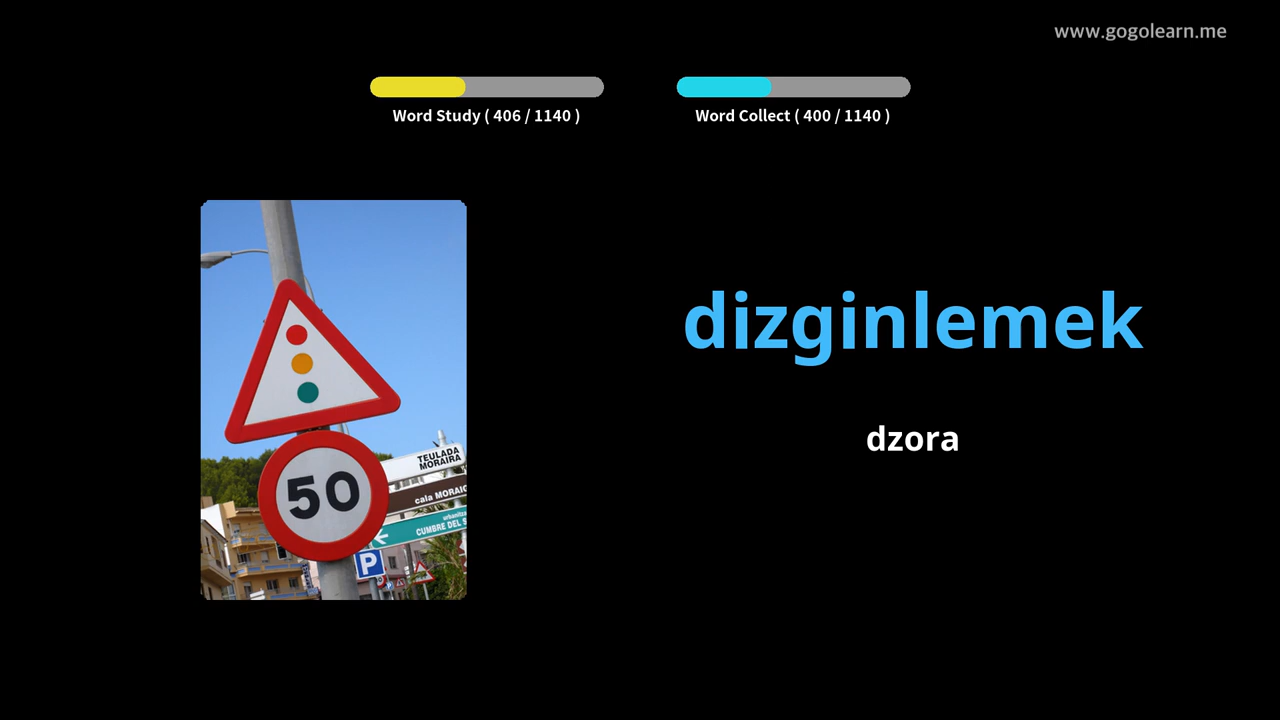 www.gogolearn.me
Word Study ( 406 / 1140 )
Word Collect ( 400 / 1140 )
dizginlemek
dzora
50
TEULADA
MORAIRA
cala
CUMBRE DEL
P